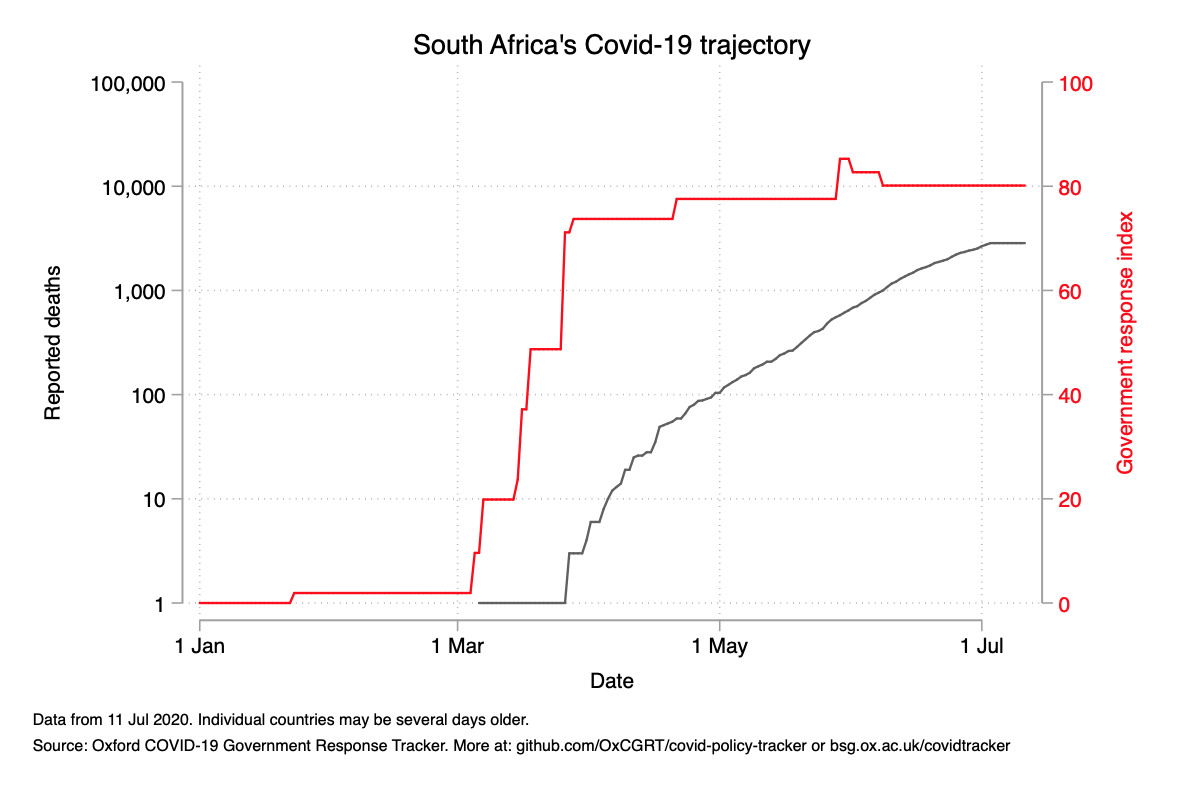 South Africa's Covid-19 trajectory
100,000
10,000
1,000
100
10
1
Reported deaths
100
80
60
40
20
0
Government response index
1 Jan
1 Mar
1 May
1 Jul
Date
Data from 11 Jul 2020. Individual countries may be several days older.
Source: Oxford COVID-19 Government Response Tracker. More at: github.com/OxCGRT/covid-policy-tracker or bsg.ox.ac.uk/covidtracker